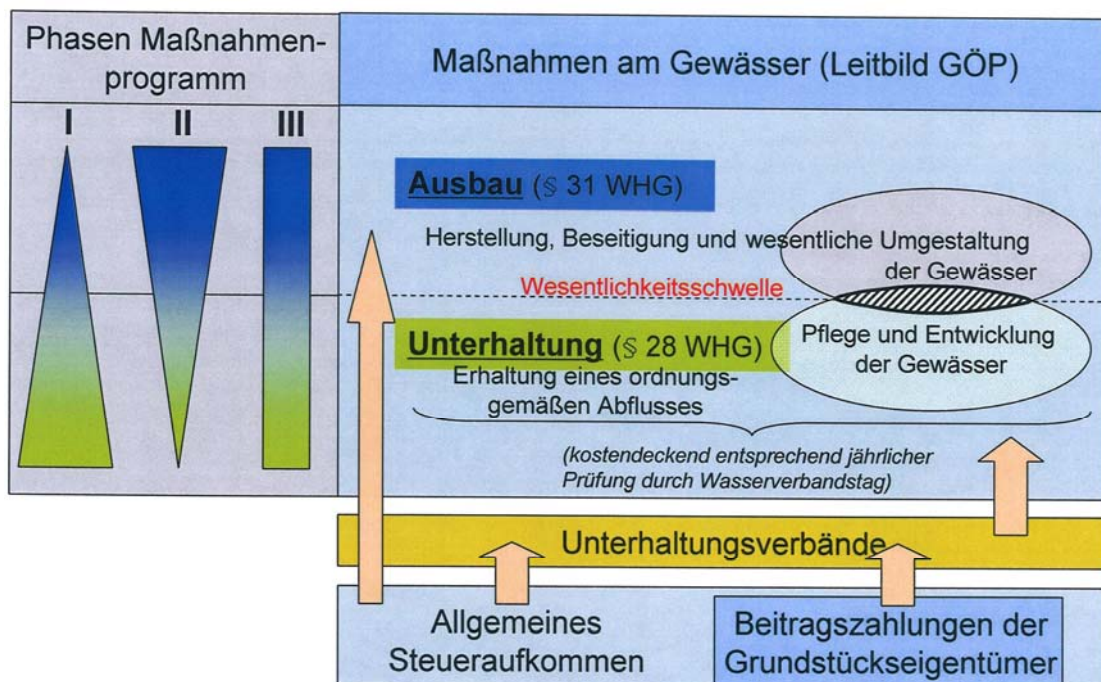 Phasen Maßnahmen-
programm
I II III
Maßnahmen am Gewässer (Leitbild GÖP)
Ausbau (§ 31 WHG)
Herstellung, Beseitigung und wesentliche Umgestaltung
der Gewässer
Wesentlichkeitsschwelle
Unterhaltung (§ 28 WHG)
Erhaltung eines ordnungs-
gemäßen Abflusses
Pflege und Entwicklung
der Gewässer
(kostendeckend entsprechend jährlicher
Prüfung durch Wasserverbandstag)
Unterhaltungsverbände
Allgemeines
Steueraufkommen
Beitragszahlungen der
Grundstückseigentümer